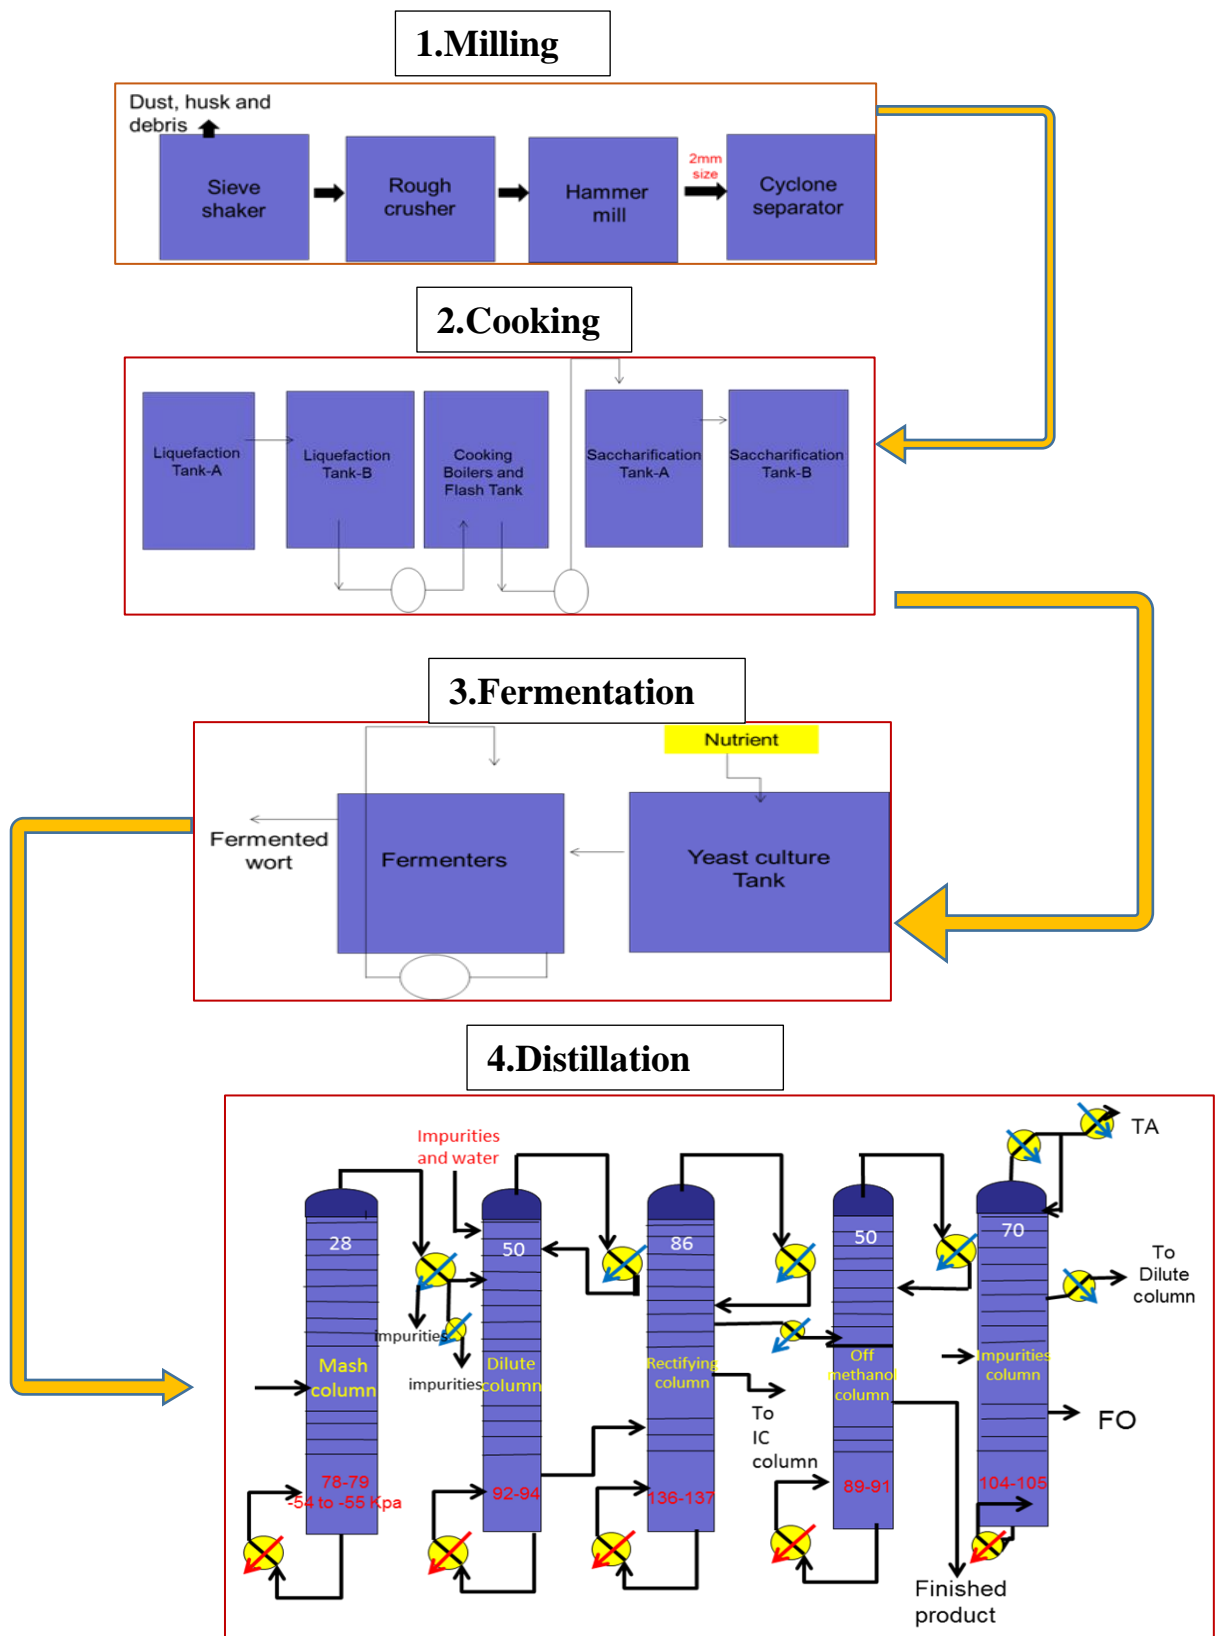 1.Milling
Dust, husk and
debris
Sieve
shaker
Rough
crusher
Hammer
mill
2mm
size
Cyclone
separator
2.Cooking
Liquefaction
Tank-A
Liquefaction
Tank-B
Cooking
Boilers and
Flash Tank
Saccharification
Tank-A
Saccharification
Tank-B
3.Fermentation
Nutrient
Fermented
wort
Fermenters
Yeast culture
Tank
4.Distillation
Impurities
and water
TA
28
50
86
50
70
To
Dilute
column
impurities
impurities
Mash
column
Dilute
column
Rectifying
column
Off
methanol
column
Impurities
column
To
IC
column
FO
78-79
-54 to -55 Kpa
92-94
136-137
89-91
104-105
Finished
product